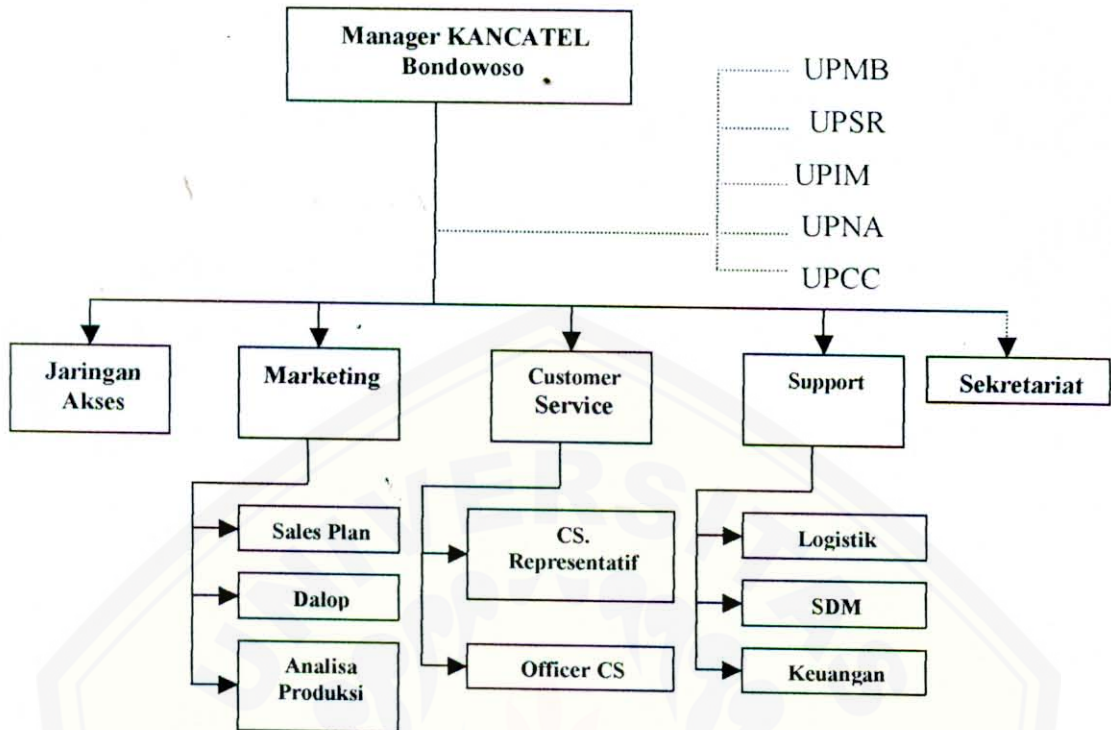 Manager KANCATEL
Bondowoso
UPMB
UPSR
UPIM
UPNA
UPCC
Jaringan
Akses
Marketing
Customer
Service
Support
Sekretariat
Sales Plan
Dalop
Analisa
Produksi
CS.
Representatif
Officer CS
Logistik
SDM
Keuangan
UNIVERSITAS